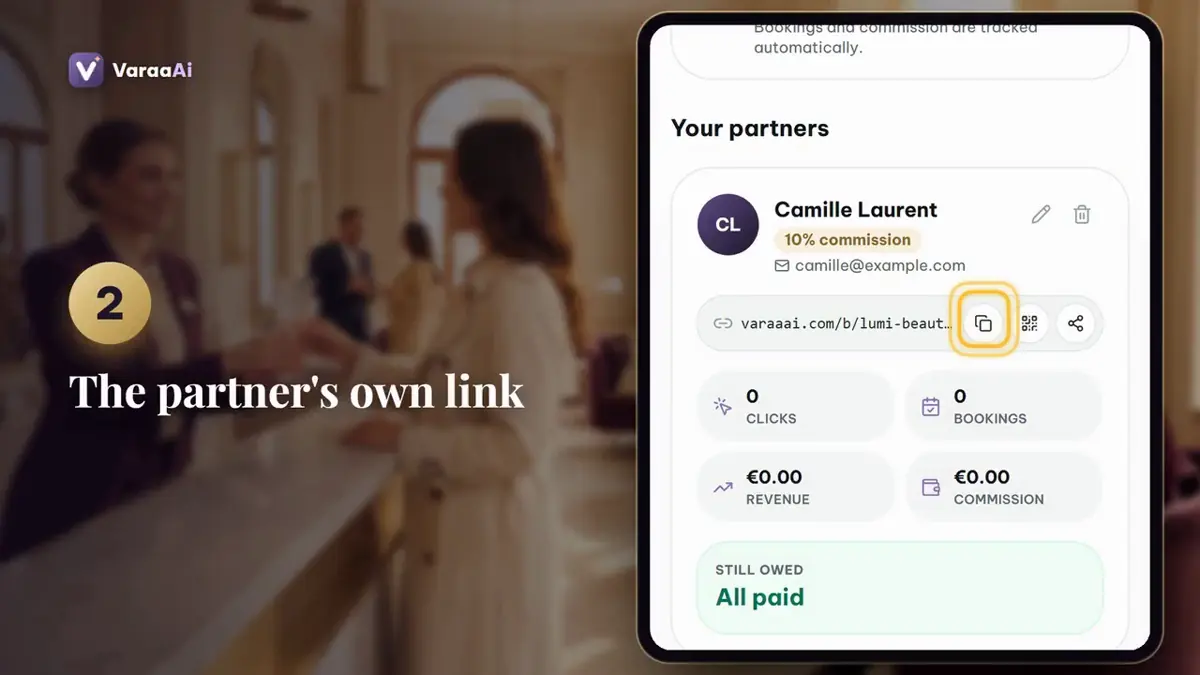 VaraaAi
2
The partner's own link
Bookings and commission are tracked
automatically.
Your partners
CL
Camille Laurent
10% commission
camille@example.com
varaaai.com/b/lumi-beaut…
0
CLICKS
0
BOOKINGS
€0.00
REVENUE
€0.00
COMMISSION
STILL OWED
All paid